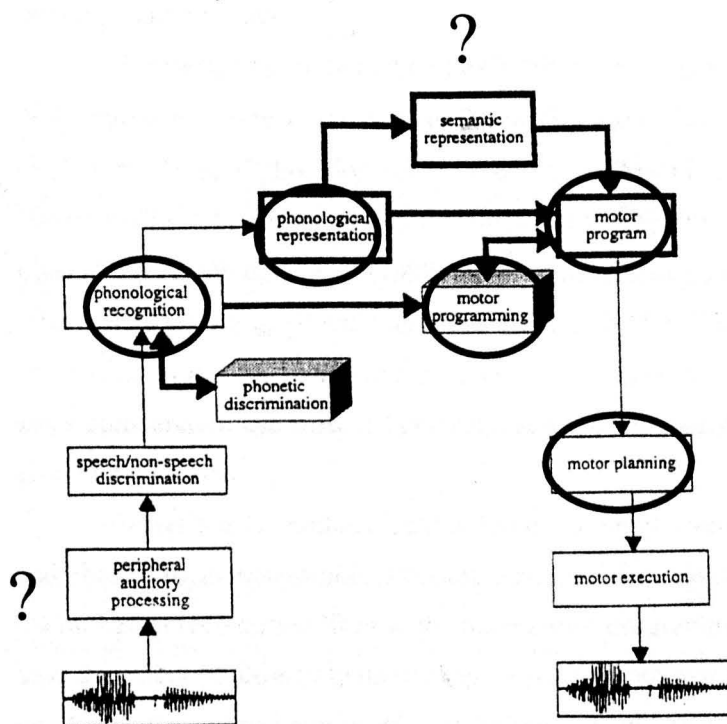 ?
semantic
representation
phonological
representation
motor
program
phonological
recognition
motor
programming
phonetic
discrimination
speech/non-speech
discrimination
motor planning
?
peripheral
auditory
processing
motor execution